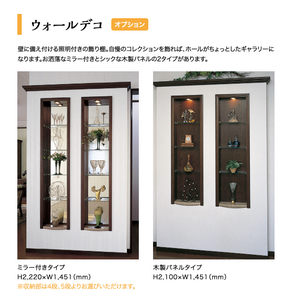 ウォールデコ オプション
壁に備え付ける照明付きの飾り棚。自慢のコレクションを飾れば、ホールがちょっとしたギャラリーに
なります。お洒落なミラー付きとシックな木製パネルの2タイプがあります。
ミラー付きタイプ
H2,220×W1,451(mm)
※収納部は4段、5段よりお選びいただけます。
木製パネルタイプ
H2,100×W1,451(mm)